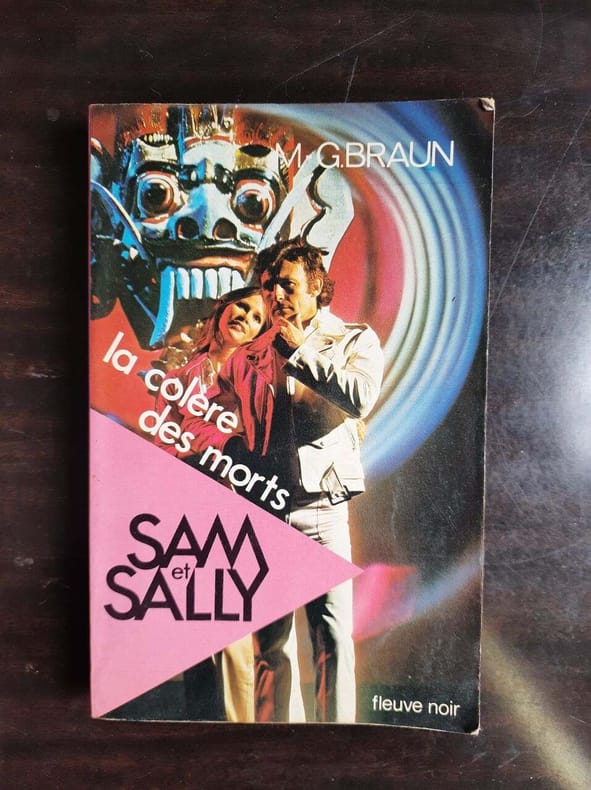 M.-G.BRAUN
la colère
des morts
SAM
et
SALLY
fleuve noir